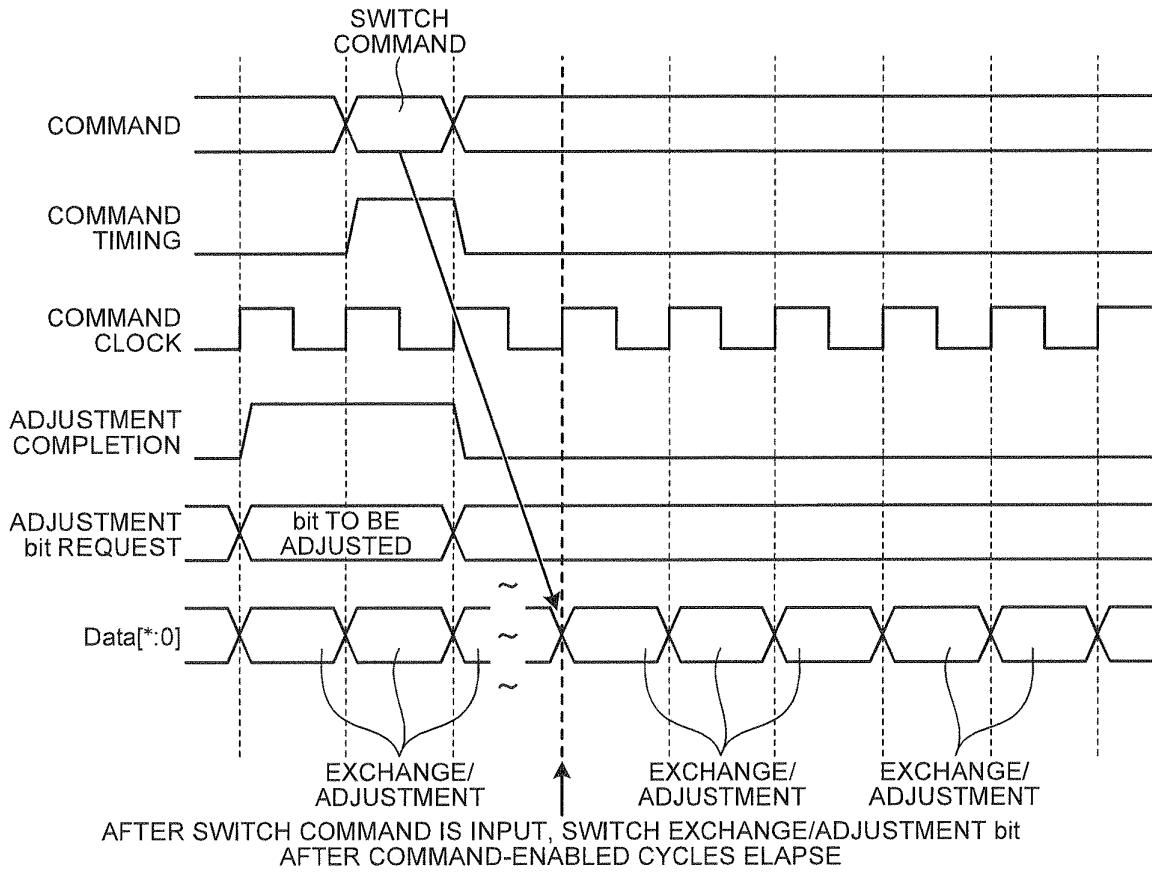 SWITCH
COMMAND
COMMAND
COMMAND
TIMING
COMMAND
CLOCK
ADJUSTMENT
COMPLETION
ADJUSTMENT
bit REQUEST
bit TO BE
ADJUSTED
~
Data[*:0]
~
~
EXCHANGE/
ADJUSTMENT
EXCHANGE/
ADJUSTMENT
EXCHANGE/
ADJUSTMENT
AFTER SWITCH COMMAND IS INPUT, SWITCH EXCHANGE/ADJUSTMENT bit
AFTER COMMAND-ENABLED CYCLES ELAPSE